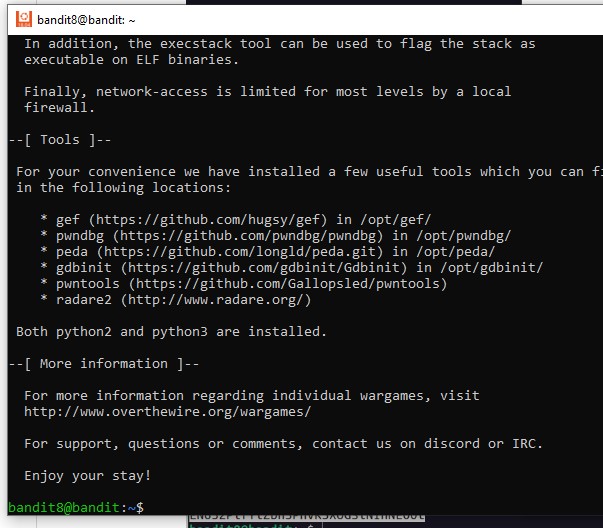 bandit8@bandit: ~
In addition, the execstack tool can be used to flag the stack as
executable on ELF binaries.
Finally, network-access is limited for most levels by a local
firewall.
--[ Tools ]--
For your convenience we have installed a few useful tools which you can fi
in the following locations:
* gef (https://github.com/hugsy/gef) in /opt/gef/
* pwndbg (https://github.com/pwndbg/pwndbg) in /opt/pwndbg/
* peda (https://github.com/longld/peda.git) in /opt/peda/
* gdbinit (https://github.com/gdbinit/Gdbinit) in /opt/gdbinit/
* pwntools (https://github.com/Gallopsled/pwntools)
* radare2 (http://www.radare.org/)
Both python2 and python3 are installed.
--[ More information ]--
For more information regarding individual wargames, visit
http://www.overthewire.org/wargames/
For support, questions or comments, contact us on discord or IRC.
Enjoy your stay!
bandit8@bandit:~$